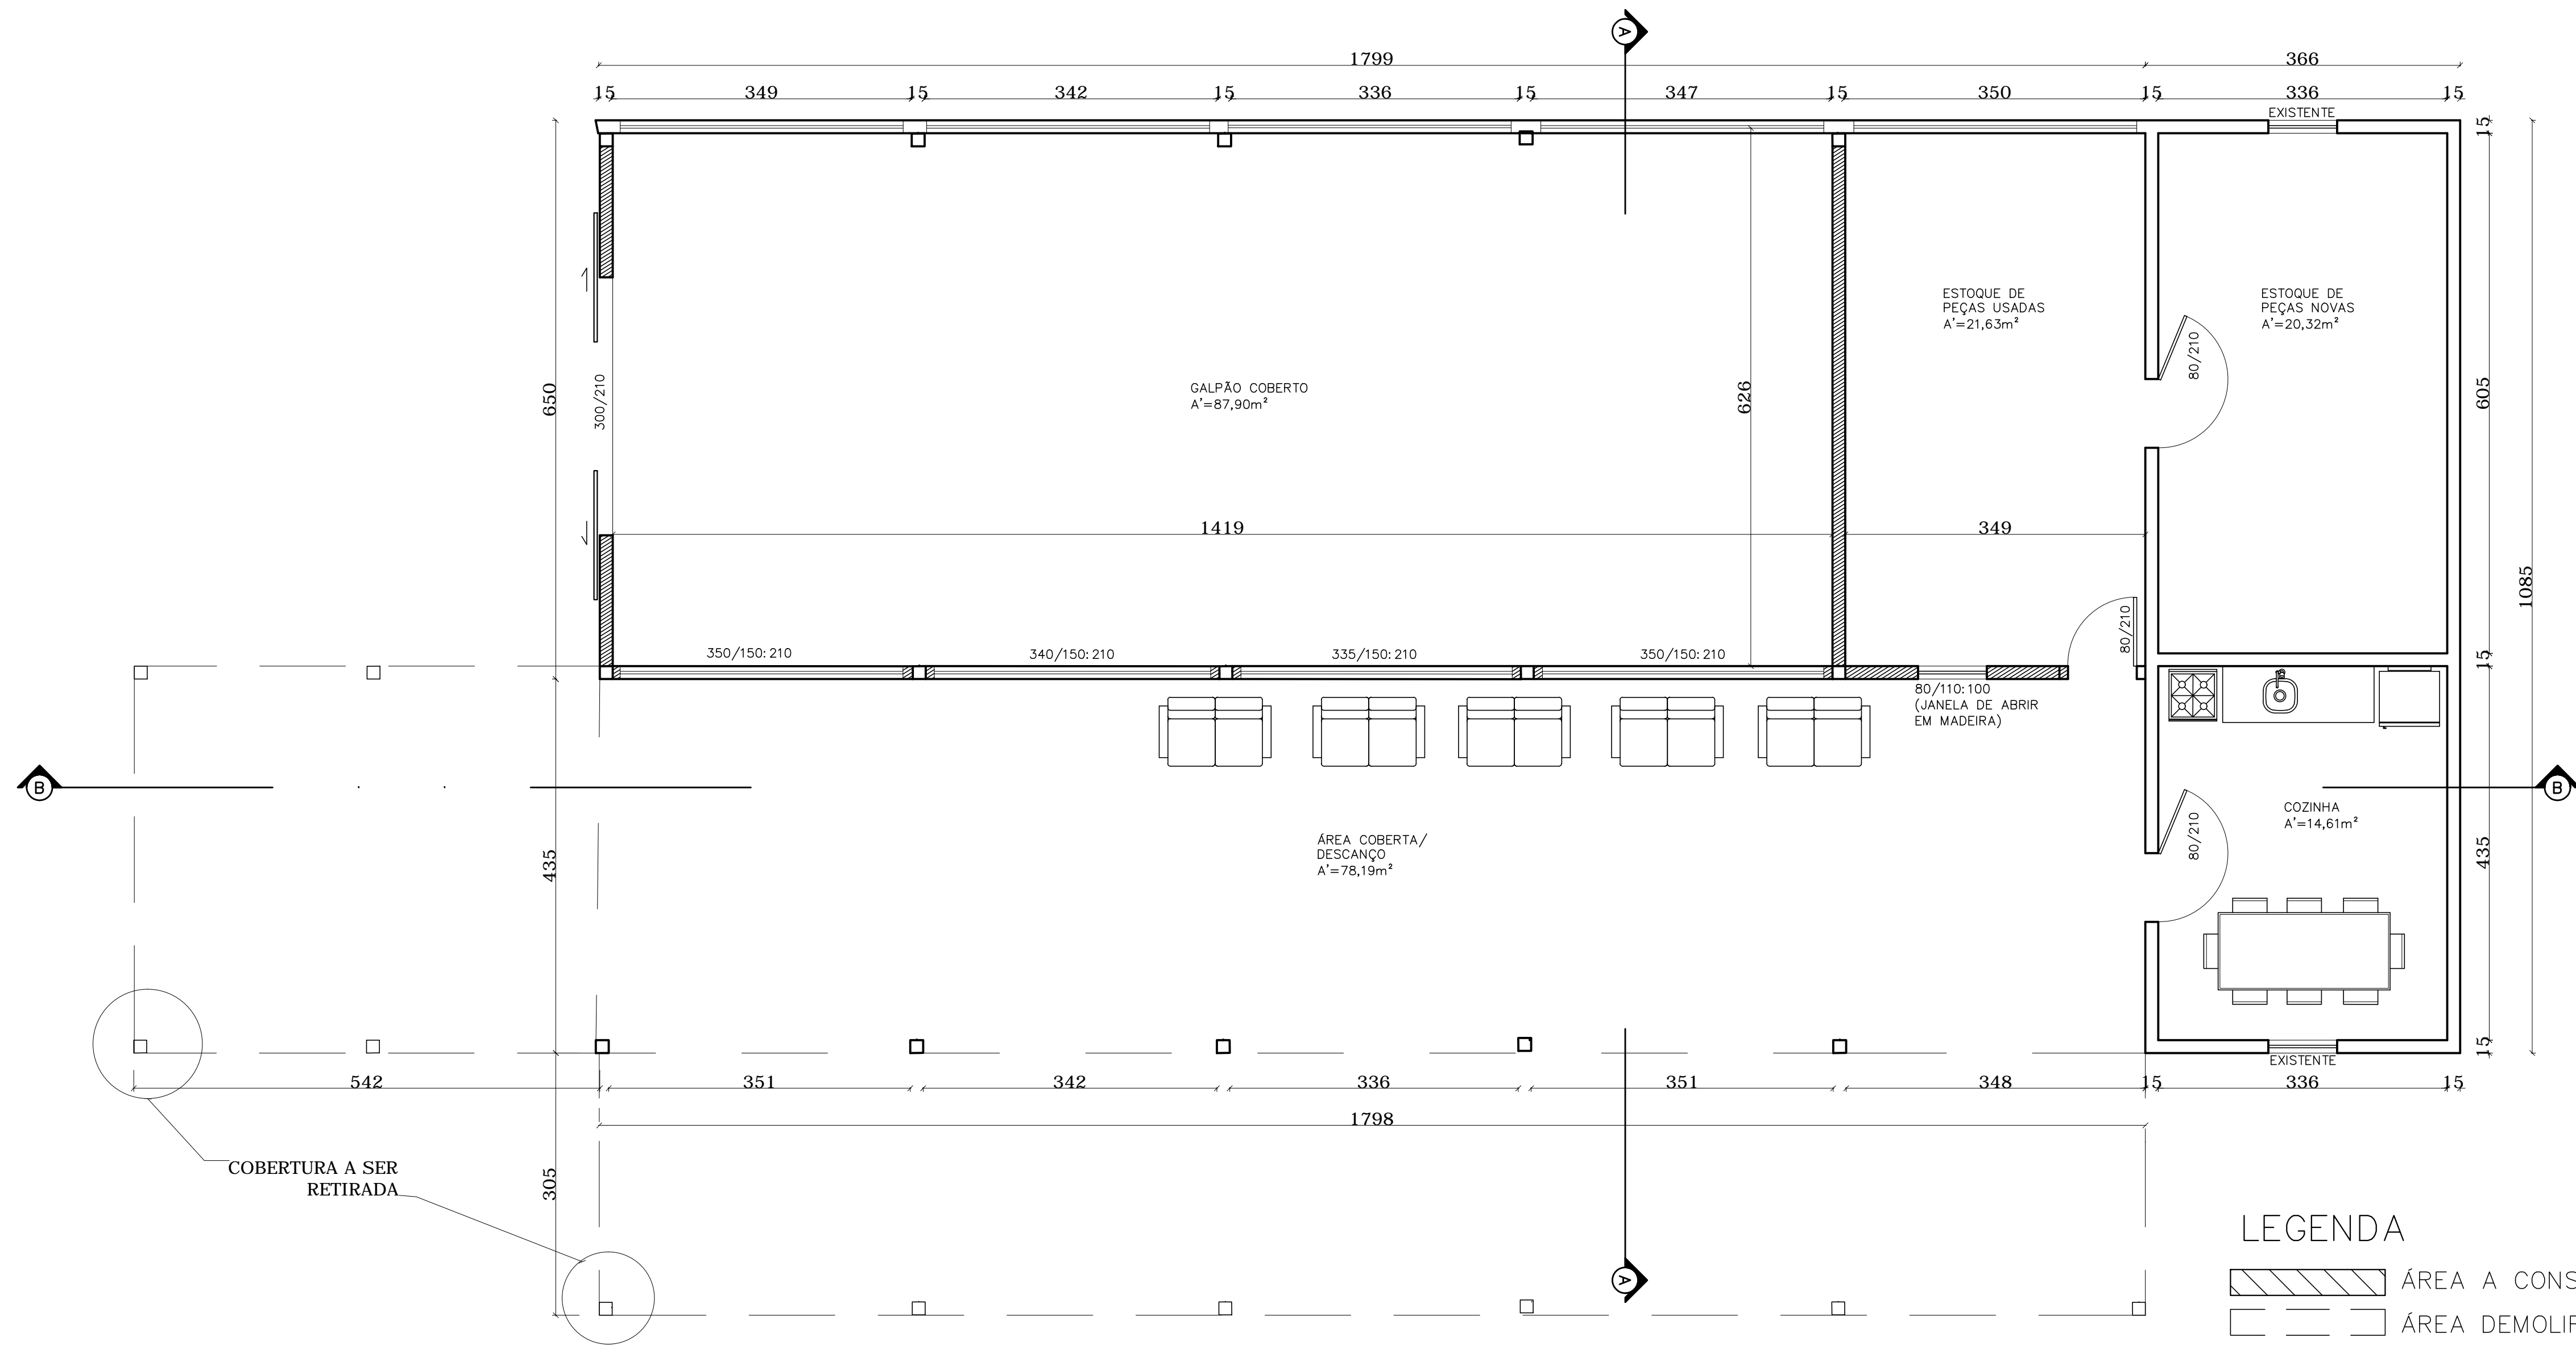 A
1799
366
15
349
15
342
15
336
15
347
15
350
15
336
15
EXISTENTE
15
ESTOQUE DE
PEÇAS USADAS
A'=21,63m²
ESTOQUE DE
PEÇAS NOVAS
A'=20,32m²
80/210
650
300/210
GALPÃO COBERTO
A'=87,90m²
626
605
1419
349
1085
80/210
350/150:210
340/150:210
335/150:210
350/150:210
15
80/110:100
(JANELA DE ABRIR
EM MADEIRA)
B
B
COZINHA
A'=14,61m²
80/210
435
ÁREA COBERTA/
DESCANÇO
A'=78,19m²
435
15
EXISTENTE
542
351
342
336
351
348
15
336
15
1798
COBERTURA A SER
RETIRADA
305
A
LEGENDA
ÁREA A CONS
ÁREA DEMOLI